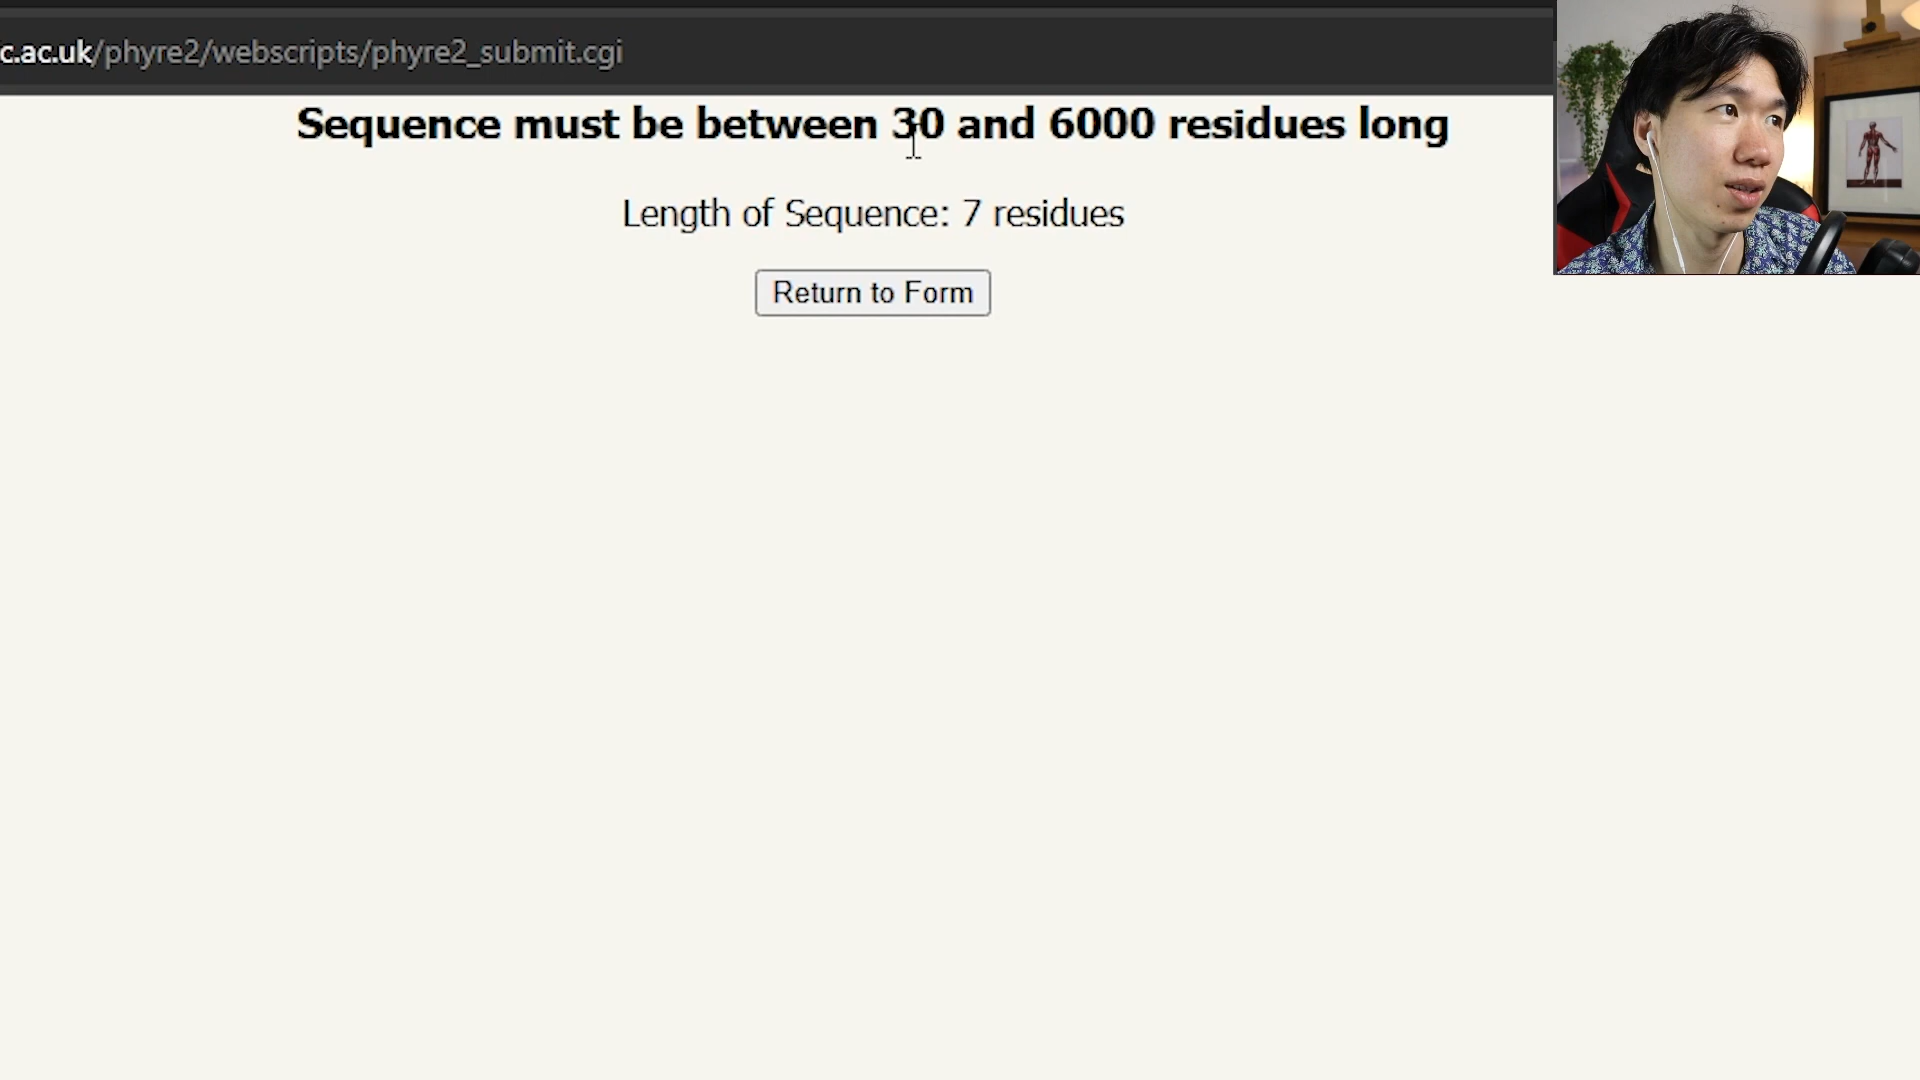 c.ac.uk/phyre2/webscripts/phyre2_submit.cgi
Sequence must be between 30 and 6000 residues long
Length of Sequence: 7 residues
Return to Form